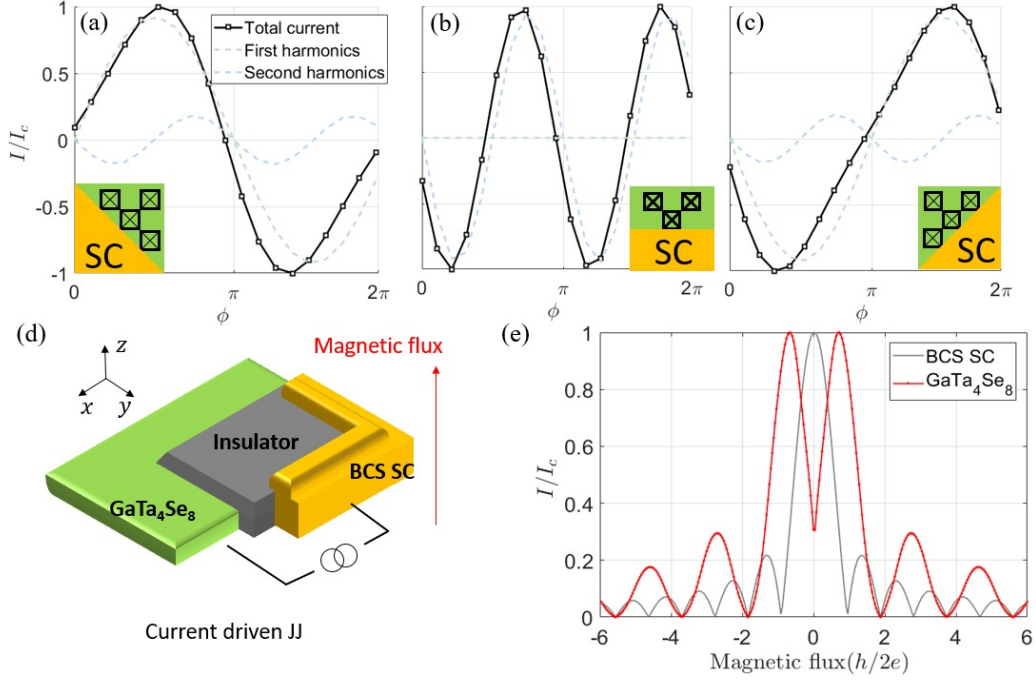 (a)
Total current
First harmonics
Second harmonics
1
0.5
0
-0.5
-1
I/I_c
SC
0
π
2π
ϕ
(b)
SC
0
π
2π
ϕ
(c)
SC
0
π
2π
ϕ
(d)
z
x
y
Magnetic flux
Insulator
BCS SC
GaTa₄Se₈
Current driven JJ
(e)
BCS SC
GaTa₄Se₈
1
0.8
0.6
0.4
0.2
0
I/I_c
-6
-4
-2
0
2
4
6
Magnetic flux(h/2e)